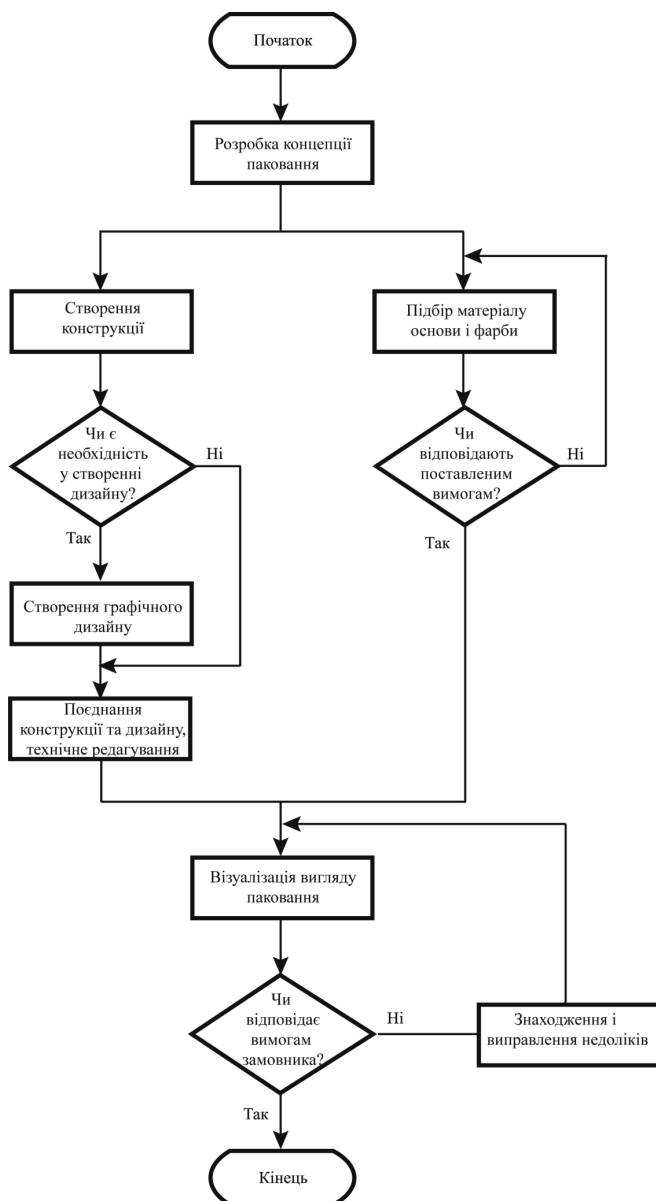 Початок
Розробка концепції
паковання
Створення
конструкції
Підбір матеріалу
основи і фарби
Чи є
необхідність
у створенні
дизайну?
Ні
Чи
відповідають
поставленим
вимогам?
Ні
Так
Так
Створення графічного
дизайну
Поєднання
конструкції та дизайну,
технічне редагування
Візуалізація вигляду
паковання
Чи
відповідає
вимогам
замовника?
Ні
Знаходження і
виправлення недоліків
Так
Кінець